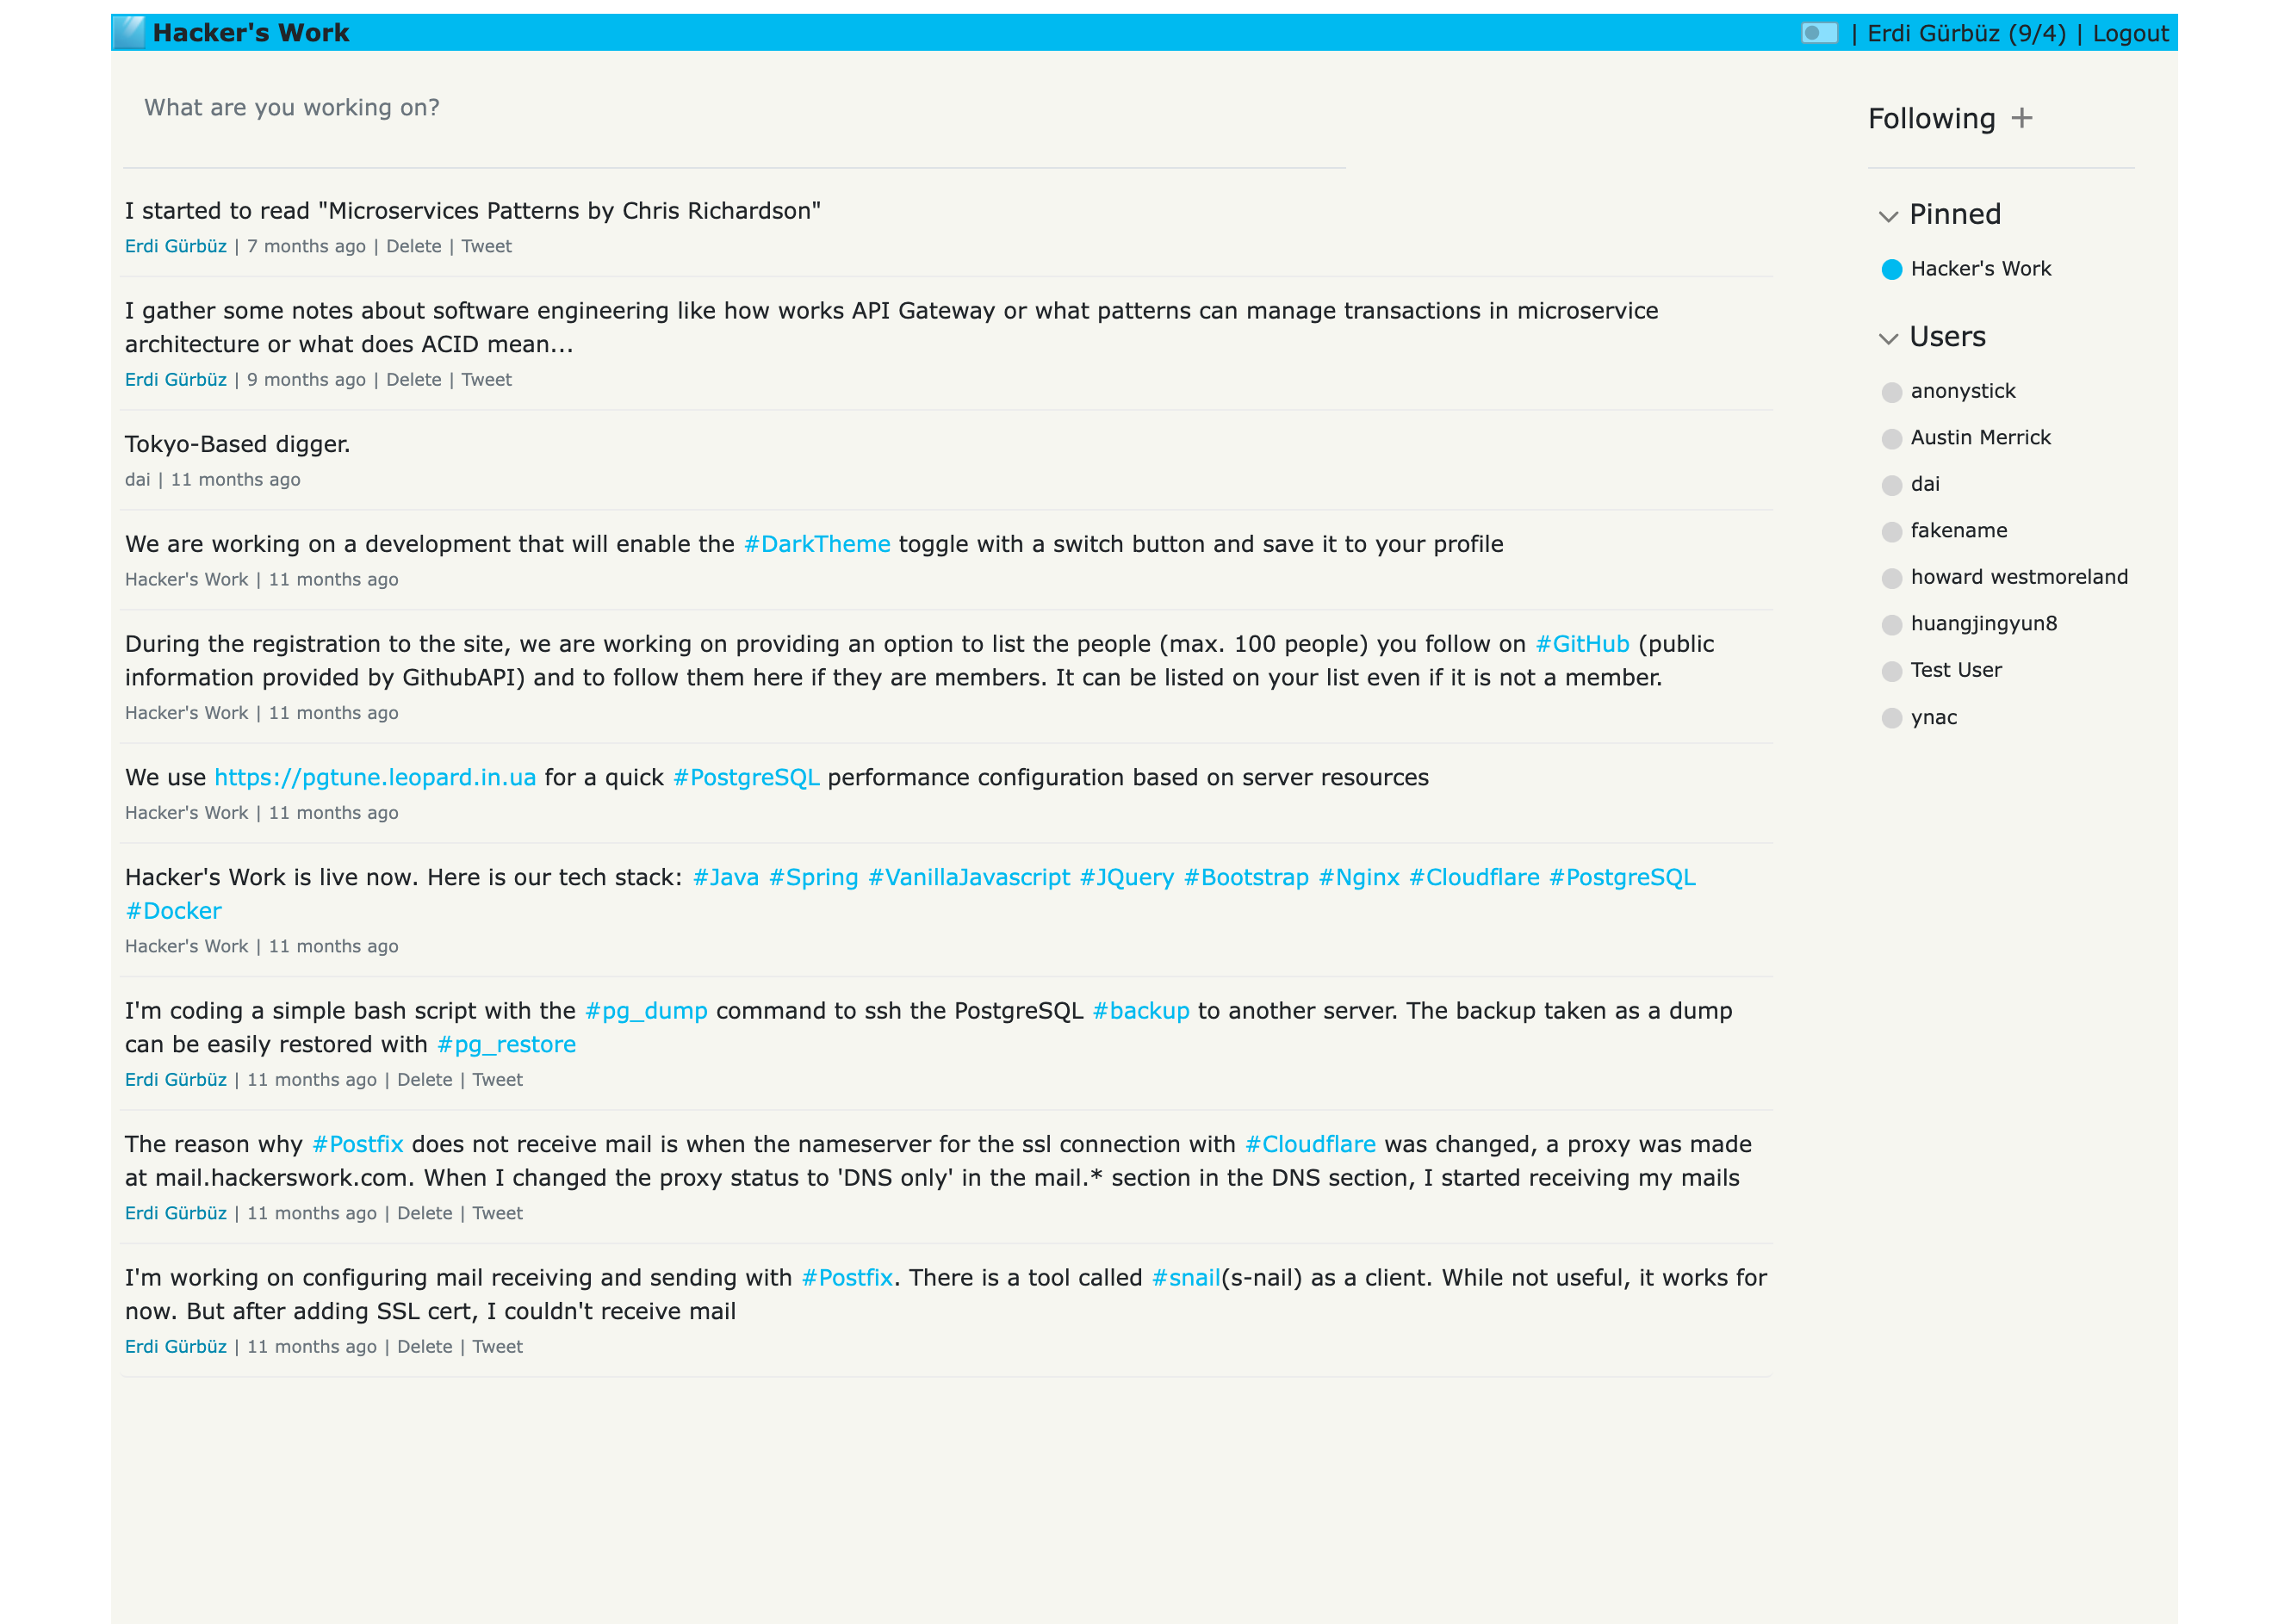 Hacker's Work
| Erdi Gürbüz (9/4) | Logout
What are you working on?
I started to read "Microservices Patterns by Chris Richardson"
Erdi Gürbüz | 7 months ago | Delete | Tweet
I gather some notes about software engineering like how works API Gateway or what patterns can manage transactions in microservice
architecture or what does ACID mean...
Erdi Gürbüz | 9 months ago | Delete | Tweet
Tokyo-Based digger.
dai | 11 months ago
We are working on a development that will enable the #DarkTheme toggle with a switch button and save it to your profile
Hacker's Work | 11 months ago
During the registration to the site, we are working on providing an option to list the people (max. 100 people) you follow on #GitHub (public
information provided by GithubAPI) and to follow them here if they are members. It can be listed on your list even if it is not a member.
Hacker's Work | 11 months ago
We use https://pgtune.leopard.in.ua for a quick #PostgreSQL performance configuration based on server resources
Hacker's Work | 11 months ago
Hacker's Work is live now. Here is our tech stack: #Java #Spring #VanillaJavascript #JQuery #Bootstrap #Nginx #Cloudflare #PostgreSQL
#Docker
Hacker's Work | 11 months ago
I'm coding a simple bash script with the #pg_dump command to ssh the PostgreSQL #backup to another server. The backup taken as a dump
can be easily restored with #pg_restore
Erdi Gürbüz | 11 months ago | Delete | Tweet
The reason why #Postfix does not receive mail is when the nameserver for the ssl connection with #Cloudflare was changed, a proxy was made
at mail.hackerswork.com. When I changed the proxy status to 'DNS only' in the mail.* section in the DNS section, I started receiving my mails
Erdi Gürbüz | 11 months ago | Delete | Tweet
I'm working on configuring mail receiving and sending with #Postfix. There is a tool called #snail(s-nail) as a client. While not useful, it works for
now. But after adding SSL cert, I couldn't receive mail
Erdi Gürbüz | 11 months ago | Delete | Tweet
Following +
Pinned
Hacker's Work
Users
anonystick
Austin Merrick
dai
fakename
howard westmoreland
huangjingyun8
Test User
ynac